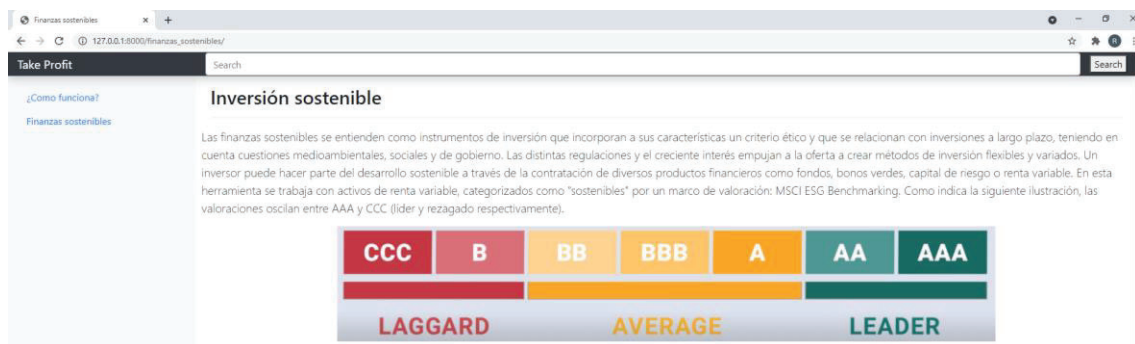 Finanzas sostenibles
127.0.0.1:8000/finanzas_sostenibles/
R
Take Profit
Search
Search
¿Como funciona?
Finanzas sostenibles
Inversión sostenible
Las finanzas sostenibles se entienden como instrumentos de inversión que incorporan a sus características un criterio ético y que se relacionan con inversiones a largo plazo, teniendo en
cuenta cuestiones medioambientales, sociales y de gobierno. Las distintas regulaciones y el creciente interés empujan a la oferta a crear métodos de inversión flexibles y variados. Un
inversor puede hacer parte del desarrollo sostenible a través de la contratación de diversos productos financieros como fondos, bonos verdes, capital de riesgo o renta variable. En esta
herramienta se trabaja con activos de renta variable, categorizados como "sostenibles" por un marco de valoración: MSCI ESG Benchmarking. Como indica la siguiente ilustración, las
valoraciones oscilan entre AAA y CCC (líder y rezagado respectivamente).
CCC B BB BBB A AA AAA
LAGGARD AVERAGE LEADER